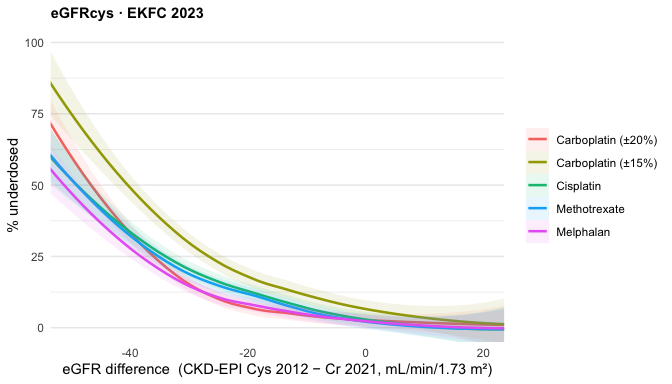 eGFRcys · EKFC 2023
100
75
50
25
0
% underdosed
-40
-20
0
20
eGFR difference (CKD-EPI Cys 2012 − Cr 2021, mL/min/1.73 m²)
Carboplatin (±20%)
Carboplatin (±15%)
Cisplatin
Methotrexate
Melphalan